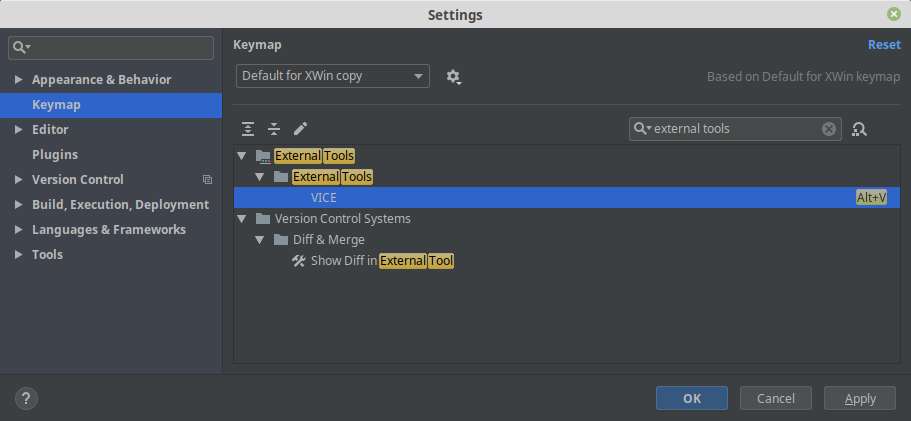 Settings
Keymap
Reset
Appearance & Behavior
Keymap
Editor
Plugins
Version Control
Build, Execution, Deployment
Languages & Frameworks
Tools
Default for XWin copy
Based on Default for XWin keymap
external tools
External Tools
External Tools
VICE Alt+V
Version Control Systems
Diff & Merge
Show Diff in External Tool
?
OK Cancel Apply